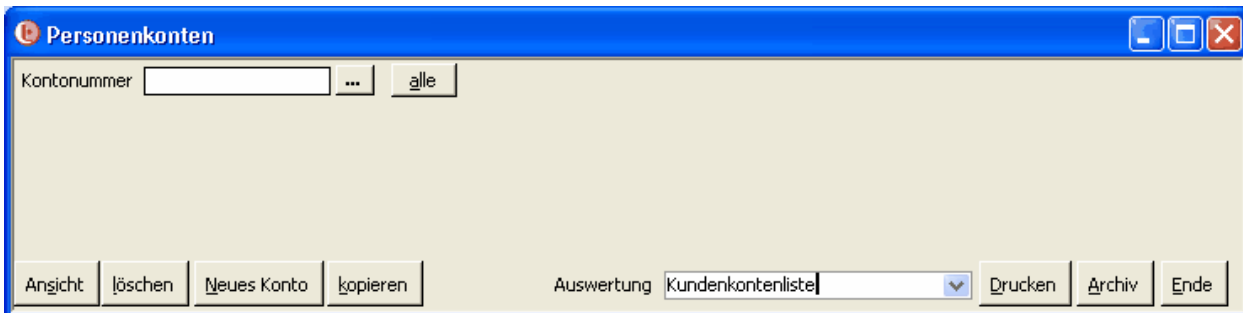 Personenkonten
Kontonummer ... alle
Ansicht löschen Neues Konto kopieren Auswertung Kundenkontenliste Drucken Archiv Ende